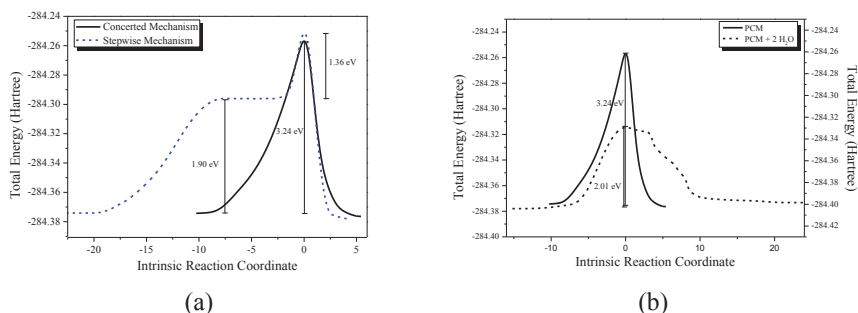 Concerted Mechanism
Stepwise Mechanism
-284.24
-284.26
-284.28
-284.30
-284.32
-284.34
-284.36
-284.38
Total Energy (Hartree)
1.36 eV
3.24 eV
1.90 eV
-20 -15 -10 -5 0 5
Intrinsic Reaction Coordinate
(a)
PCM
PCM + 2 H2O
-284.24
-284.26
-284.28
-284.30
-284.32
-284.34
-284.36
-284.38
-284.40
Total Energy (Hartree)
3.24 eV
2.01 eV
-284.24
-284.26
-284.28
-284.30
-284.32
-284.34
-284.36
-284.38
-284.40
-284.42
Total Energy (Hartree)
-10 0 10 20
Intrinsic Reaction Coordinate
(b)